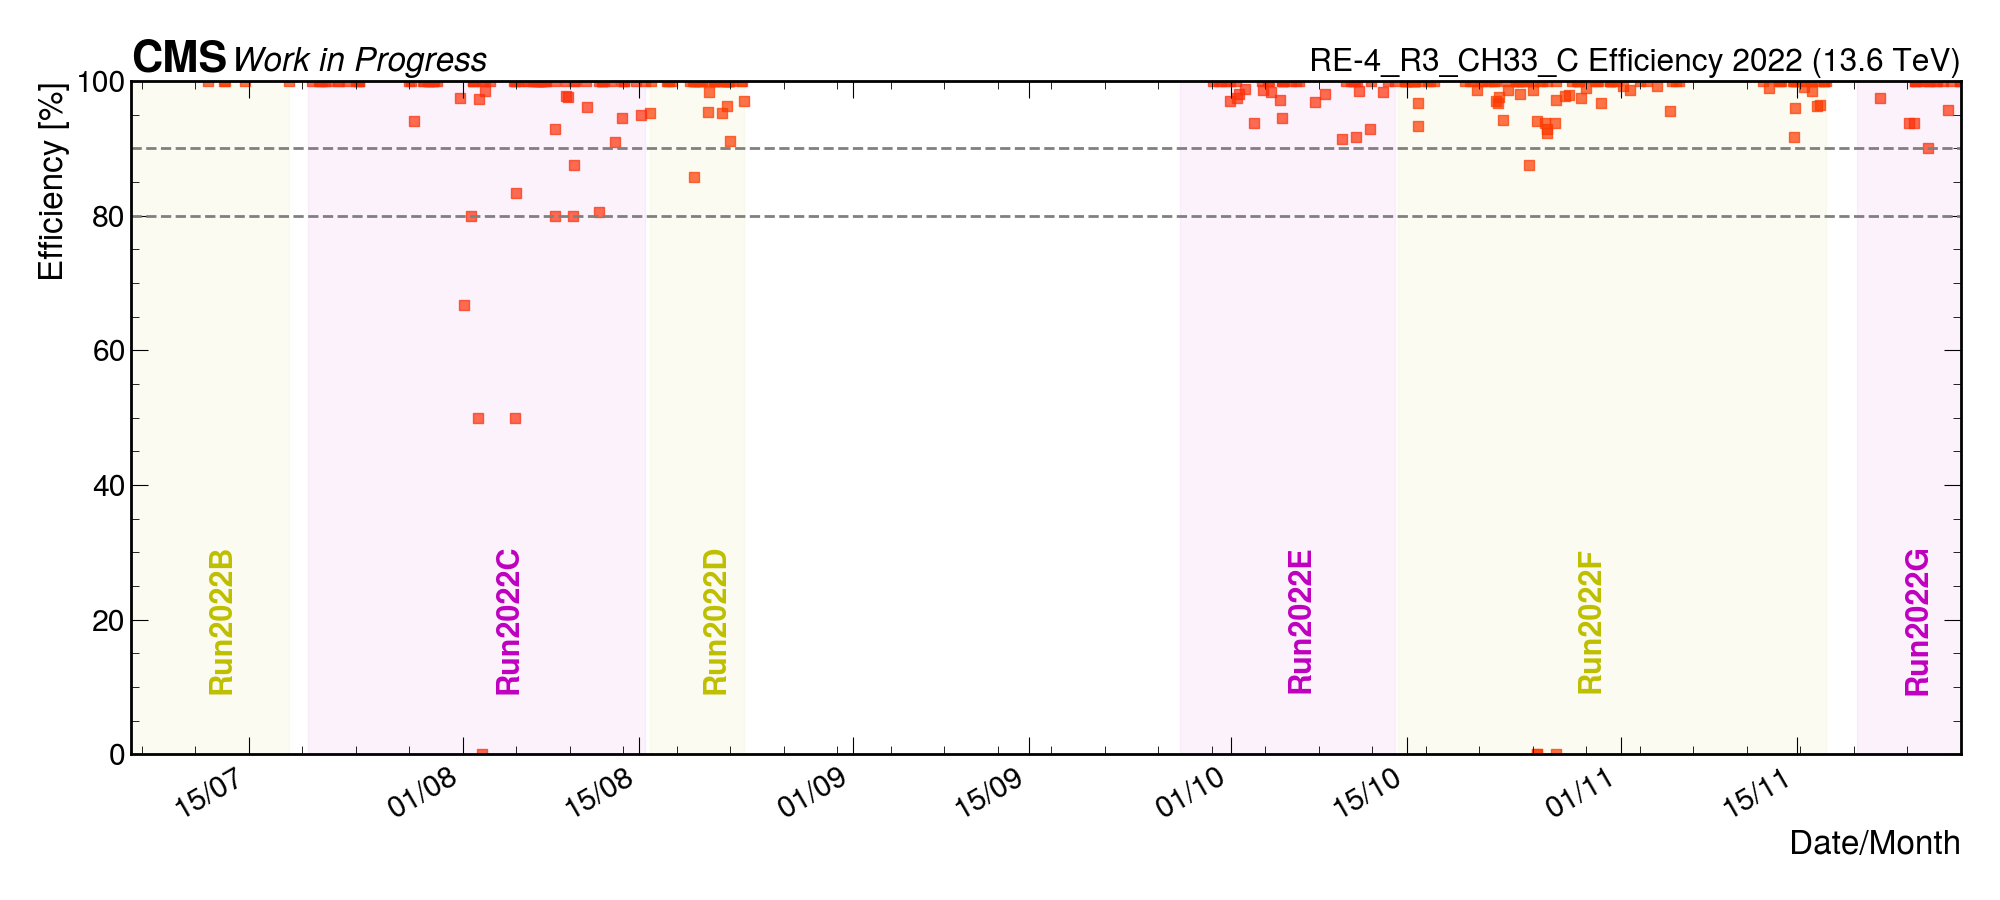 CMS Work in Progress
RE-4_R3_CH33_C Efficiency 2022 (13.6 TeV)
Efficiency [%]
100
80
60
40
20
0
Run2022B
Run2022C
Run2022D
Run2022E
Run2022F
Run2022G
15/07
01/08
15/08
01/09
15/09
01/10
15/10
01/11
15/11
Date/Month